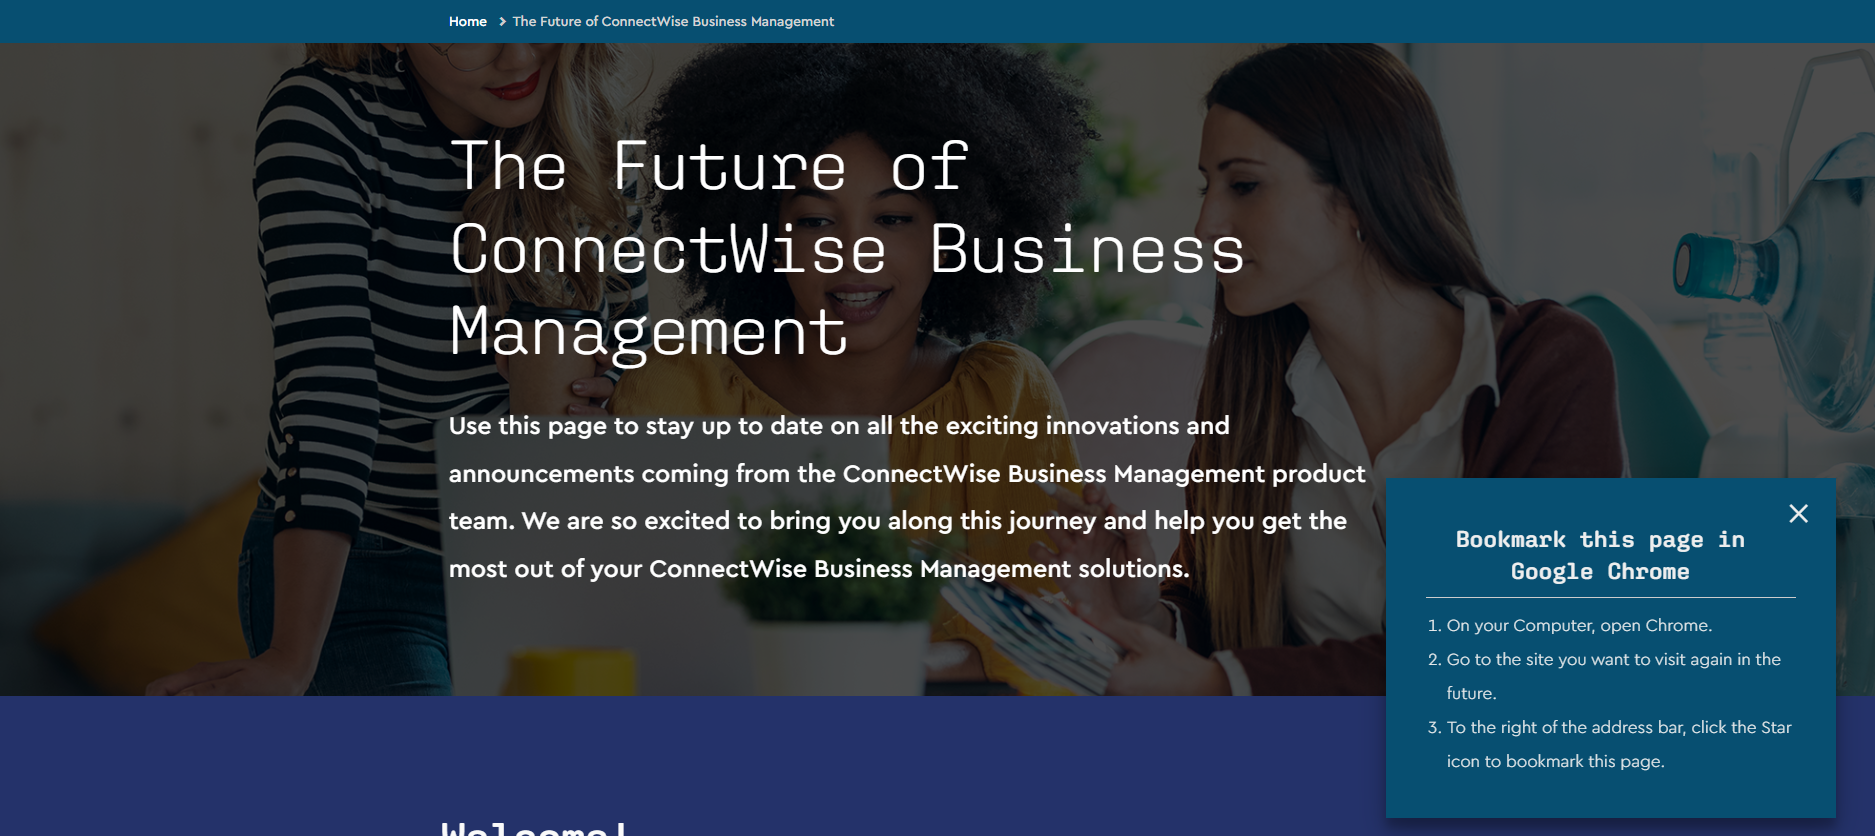 Home > The Future of ConnectWise Business Management
The Future of
ConnectWise Business
Management
Use this page to stay up to date on all the exciting innovations and
announcements coming from the ConnectWise Business Management product
team. We are so excited to bring you along this journey and help you get the
most out of your ConnectWise Business Management solutions.
Bookmark this page in
Google Chrome
1. On your Computer, open Chrome.
2. Go to the site you want to visit again in the
future.
3. To the right of the address bar, click the Star
icon to bookmark this page.
Welcome!